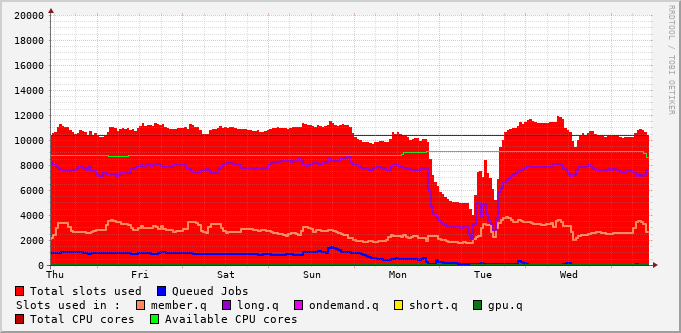 20000
18000
16000
14000
12000
10000
8000
6000
4000
2000
0
Thu Fri Sat Sun Mon Tue Wed
RRDTOOL / TOBI OETIKER
Total slots used Queued Jobs
Slots used in : member.q long.q ondemand.q short.q gpu.q
Total CPU cores Available CPU cores